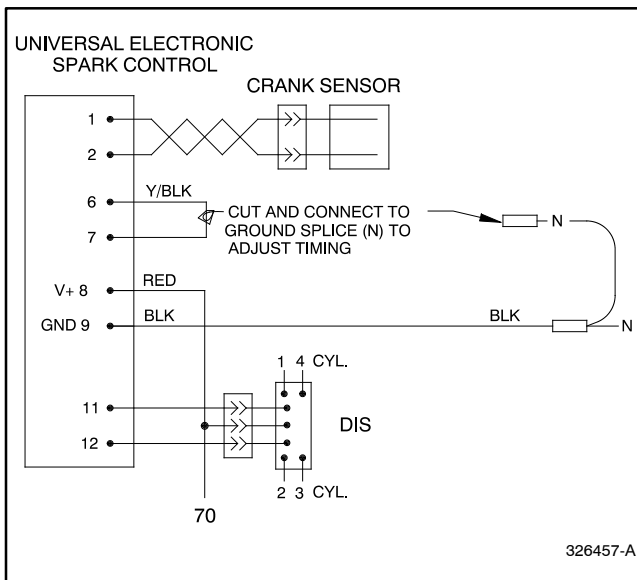 UNIVERSAL ELECTRONIC
SPARK CONTROL
CRANK SENSOR
1
2
6
Y/BLK
7
CUT AND CONNECT TO
GROUND SPLICE (N) TO
ADJUST TIMING
N
V+ 8
RED
GND 9
BLK
BLK
N
1 4 CYL.
11
DIS
12
2 3 CYL.
70
326457-A